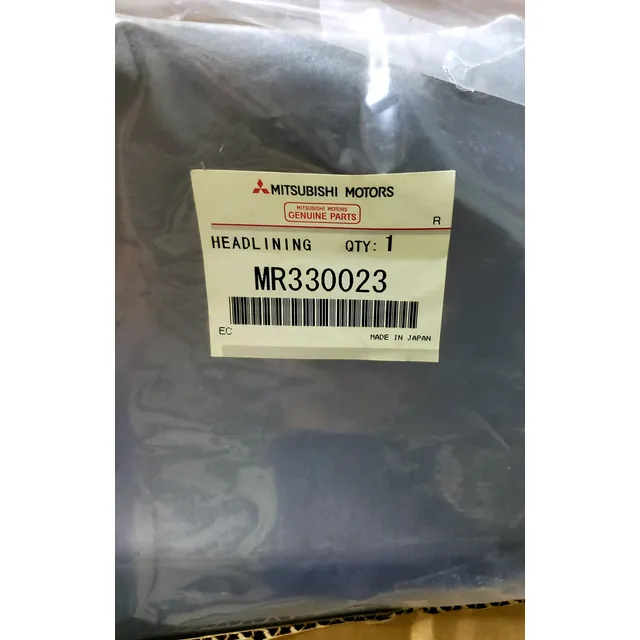 MITSUBISHI MOTORS
MITSUBISHI MOTORS
GENUINE PARTS
R
HEADLINING QTY: 1
MR330023
EC
MADE IN JAPAN